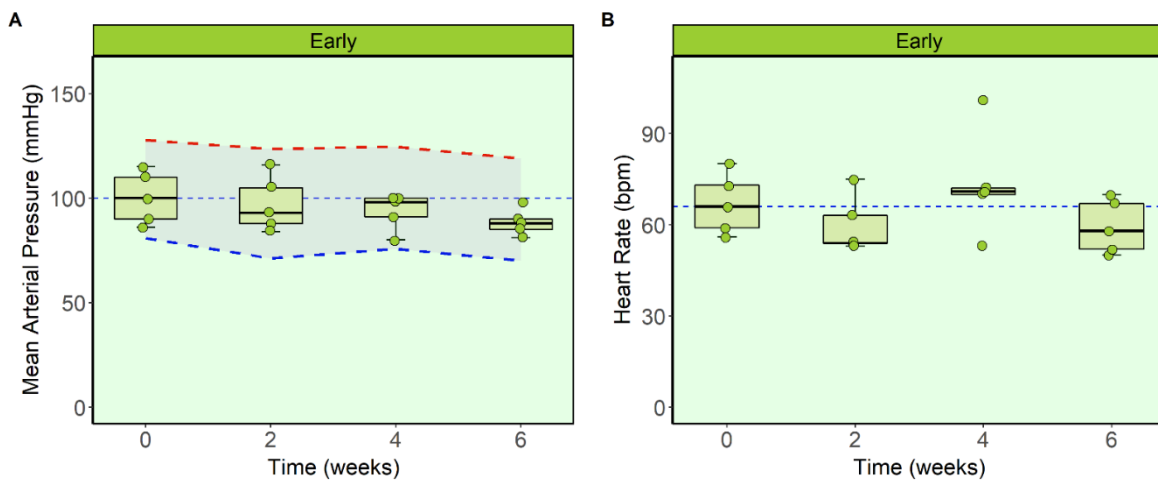 A
Early
Mean Arterial Pressure (mmHg)
150
100
50
0
0 2 4 6
Time (weeks)
B
Early
Heart Rate (bpm)
90
60
30
0
0 2 4 6
Time (weeks)